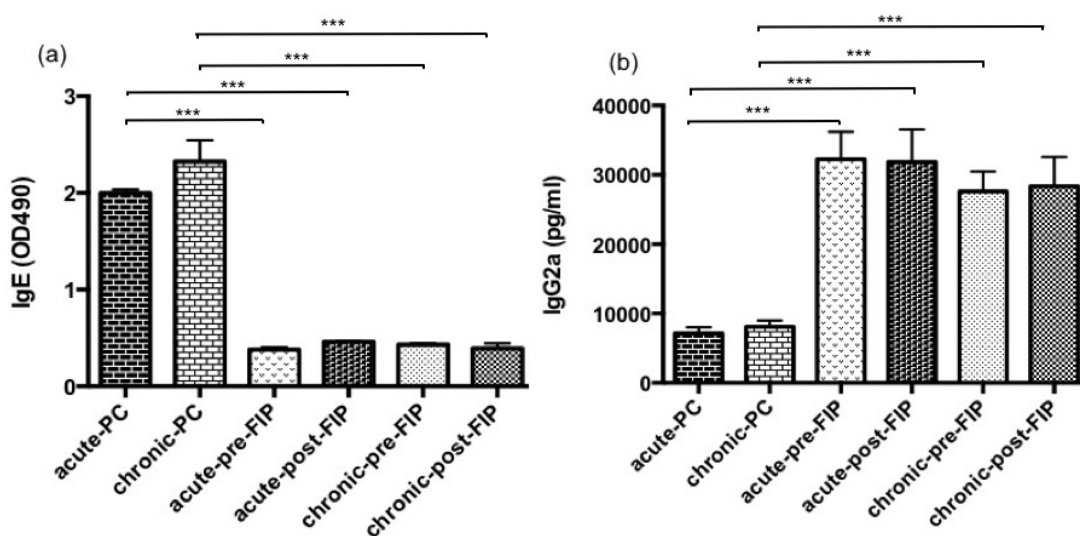 (a)
***
***
***
***
3
2
1
0
IgE (OD490)
acute-PC
chronic-PC
acute-pre-FIP
acute-post-FIP
chronic-pre-FIP
chronic-post-FIP
(b)
***
***
***
***
40000
30000
20000
10000
0
IgG2a (pg/ml)
acute-PC
chronic-PC
acute-pre-FIP
acute-post-FIP
chronic-pre-FIP
chronic-post-FIP